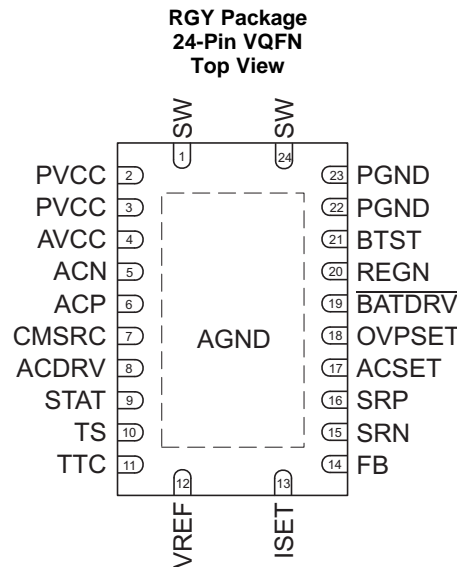 RGY Package
24-Pin VQFN
Top View
SW SW
1 24
PVCC 2 23 PGND
PVCC 3 22 PGND
AVCC 4 21 BTST
ACN 5 20 REGN
ACP 6 19 BATDRV
CMSRC 7 18 OVPSET
ACDRV 8 17 ACSET
STAT 9 16 SRP
TS 10 15 SRN
TTC 11 14 FB
AGND
12 13
VREF ISET